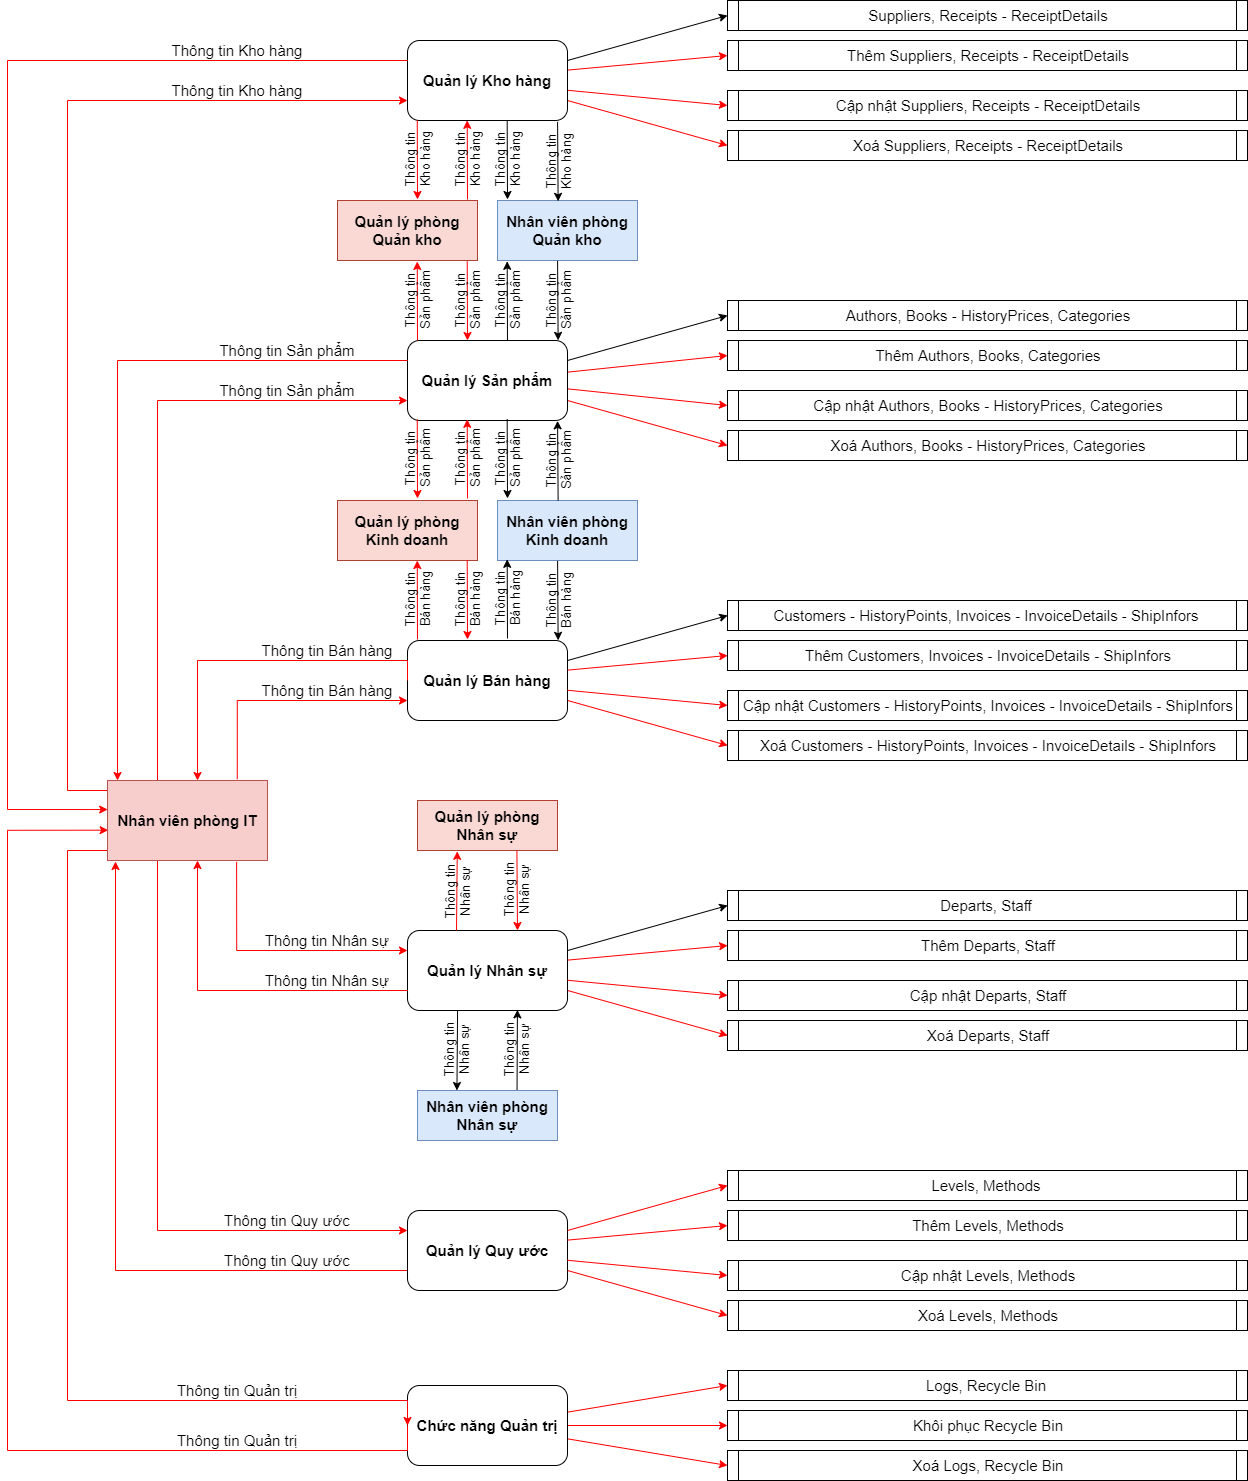 Suppliers, Receipts - ReceiptDetails
Thông tin Kho hàng
Thêm Suppliers, Receipts - ReceiptDetails
Quản lý Kho hàng
Thông tin Kho hàng
Cập nhật Suppliers, Receipts - ReceiptDetails
Xoá Suppliers, Receipts - ReceiptDetails
Thông tin
Kho hàng
Thông tin
Kho hàng
Thông tin
Kho hàng
Thông tin
Kho hàng
Quản lý phòng
Quản kho
Nhân viên phòng
Quản kho
Thông tin
Sản phẩm
Thông tin
Sản phẩm
Thông tin
Sản phẩm
Thông tin
Sản phẩm
Authors, Books - HistoryPrices, Categories
Thông tin Sản phẩm
Thêm Authors, Books, Categories
Quản lý Sản phẩm
Thông tin Sản phẩm
Cập nhật Authors, Books - HistoryPrices, Categories
Xoá Authors, Books - HistoryPrices, Categories
Thông tin
Sản phẩm
Thông tin
Sản phẩm
Thông tin
Sản phẩm
Thông tin
Sản phẩm
Quản lý phòng
Kinh doanh
Nhân viên phòng
Kinh doanh
Thông tin
Bán hàng
Thông tin
Bán hàng
Thông tin
Bán hàng
Thông tin
Bán hàng
Customers - HistoryPoints, Invoices - InvoiceDetails - ShipInfors
Thông tin Bán hàng
Thêm Customers, Invoices - InvoiceDetails - ShipInfors
Quản lý Bán hàng
Thông tin Bán hàng
Cập nhật Customers - HistoryPoints, Invoices - InvoiceDetails - ShipInfors
Xoá Customers - HistoryPoints, Invoices - InvoiceDetails - ShipInfors
Nhân viên phòng IT
Quản lý phòng
Nhân sự
Thông tin
Nhân sự
Thông tin
Nhân sự
Departs, Staff
Thông tin Nhân sự
Thêm Departs, Staff
Quản lý Nhân sự
Thông tin Nhân sự
Cập nhật Departs, Staff
Xoá Departs, Staff
Thông tin
Nhân sự
Thông tin
Nhân sự
Nhân viên phòng
Nhân sự
Levels, Methods
Thông tin Quy ước
Thêm Levels, Methods
Quản lý Quy ước
Thông tin Quy ước
Cập nhật Levels, Methods
Xoá Levels, Methods
Thông tin Quản trị
Logs, Recycle Bin
Chức năng Quản trị
Khôi phục Recycle Bin
Thông tin Quản trị
Xoá Logs, Recycle Bin